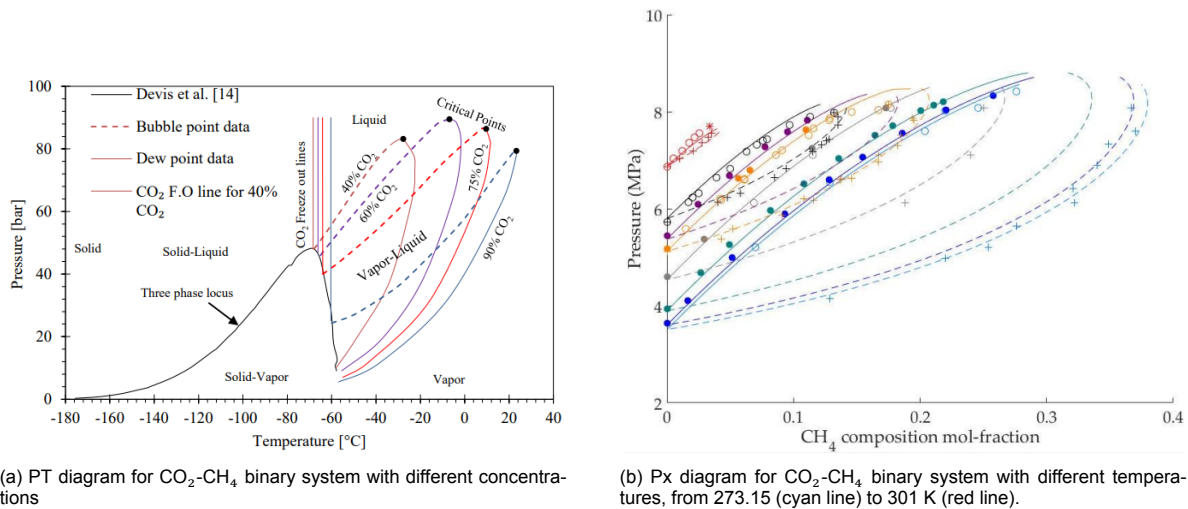 100
80
60
40
20
0
-180
-160
-140
-120
-100
-80
-60
-40
-20
0
20
40
Pressure [bar]
Temperature [°C]
Devis et al. [14]
Bubble point data
Dew point data
CO₂ F.O line for 40%
CO₂
Liquid
Critical Points
CO₂ Freeze out lines
40% CO₂
60% CO₂
75% CO₂
90% CO₂
Vapor-Liquid
Solid
Solid-Liquid
Three phase locus
Solid-Vapor
Vapor
(a) PT diagram for CO₂-CH₄ binary system with different concentra-
tions
10
8
6
4
2
0
0.1
0.2
0.3
0.4
Pressure (MPa)
CH₄ composition mol-fraction
(b) Px diagram for CO₂-CH₄ binary system with different tempera-
tures, from 273.15 (cyan line) to 301 K (red line).